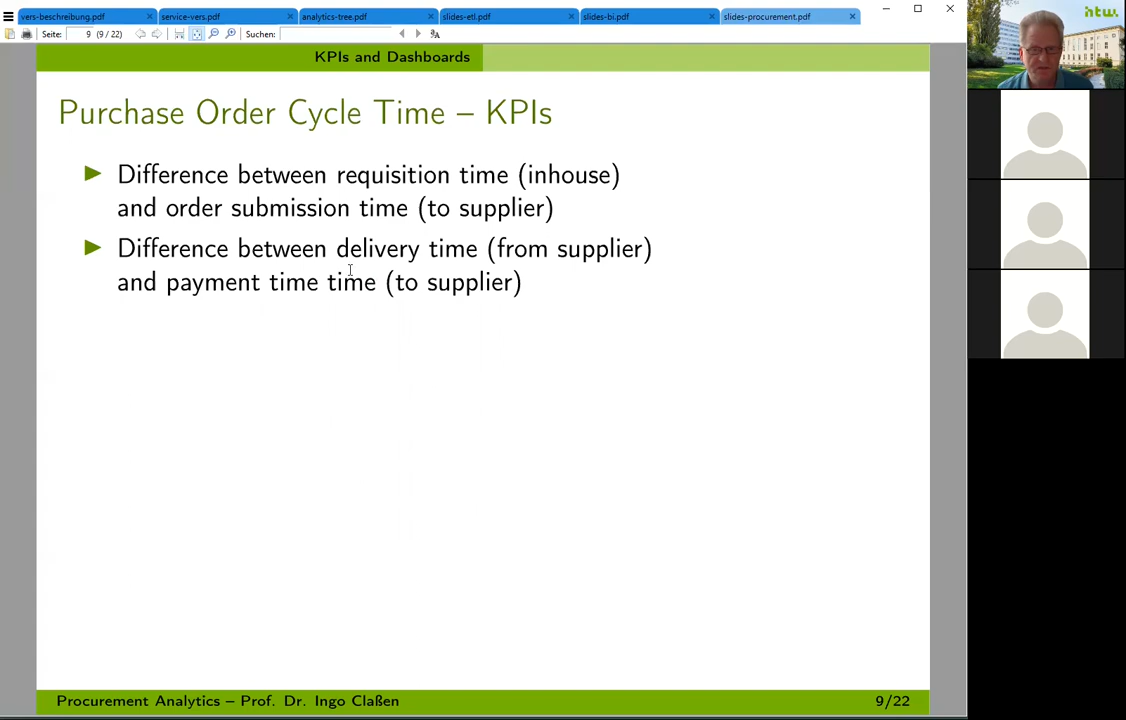 vers-beschreibung.pdf
service-vers.pdf
analytics-tree.pdf
slides-etl.pdf
slides-bi.pdf
slides-procurement.pdf
Seite:
9 (9 / 22)
Suchen:
htw
KPIs and Dashboards
Purchase Order Cycle Time – KPIs
Difference between requisition time (inhouse)
and order submission time (to supplier)
Difference between delivery time (from supplier)
and payment time time (to supplier)
Procurement Analytics – Prof. Dr. Ingo Claßen
9/22